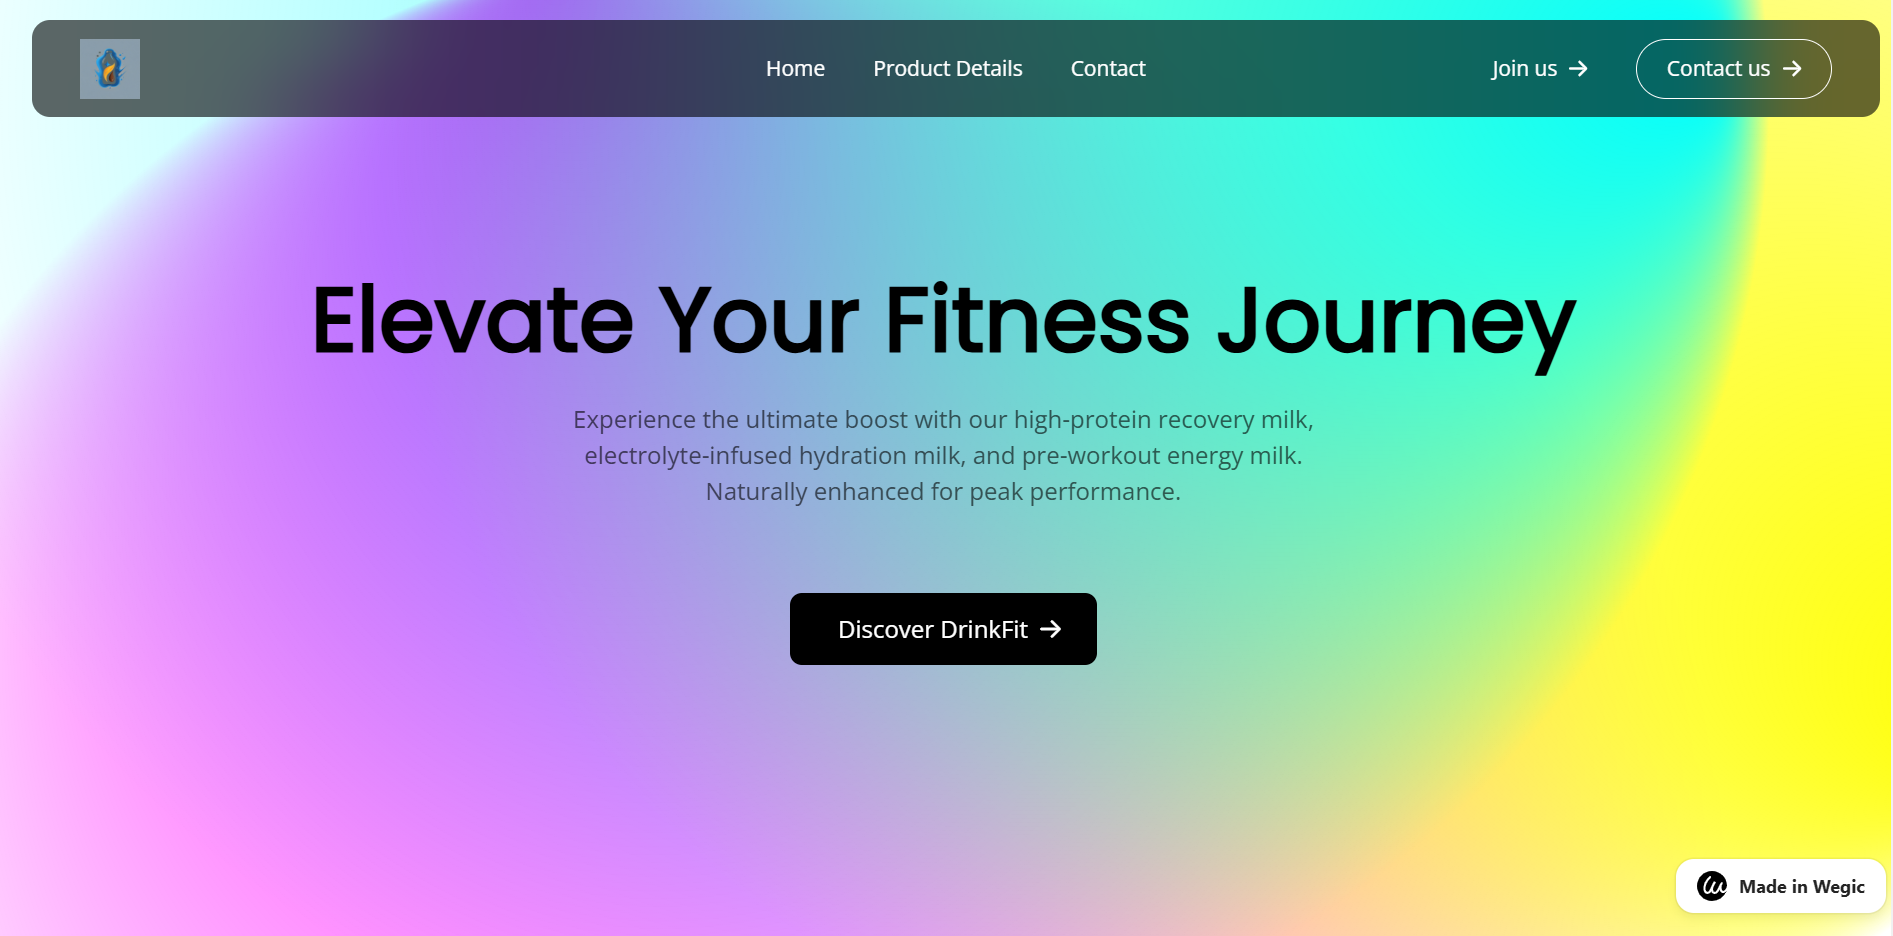 Home
Product Details
Contact
Join us
Contact us
Elevate Your Fitness Journey
Experience the ultimate boost with our high-protein recovery milk,
electrolyte-infused hydration milk, and pre-workout energy milk.
Naturally enhanced for peak performance.
Discover DrinkFit
Made in Wegic